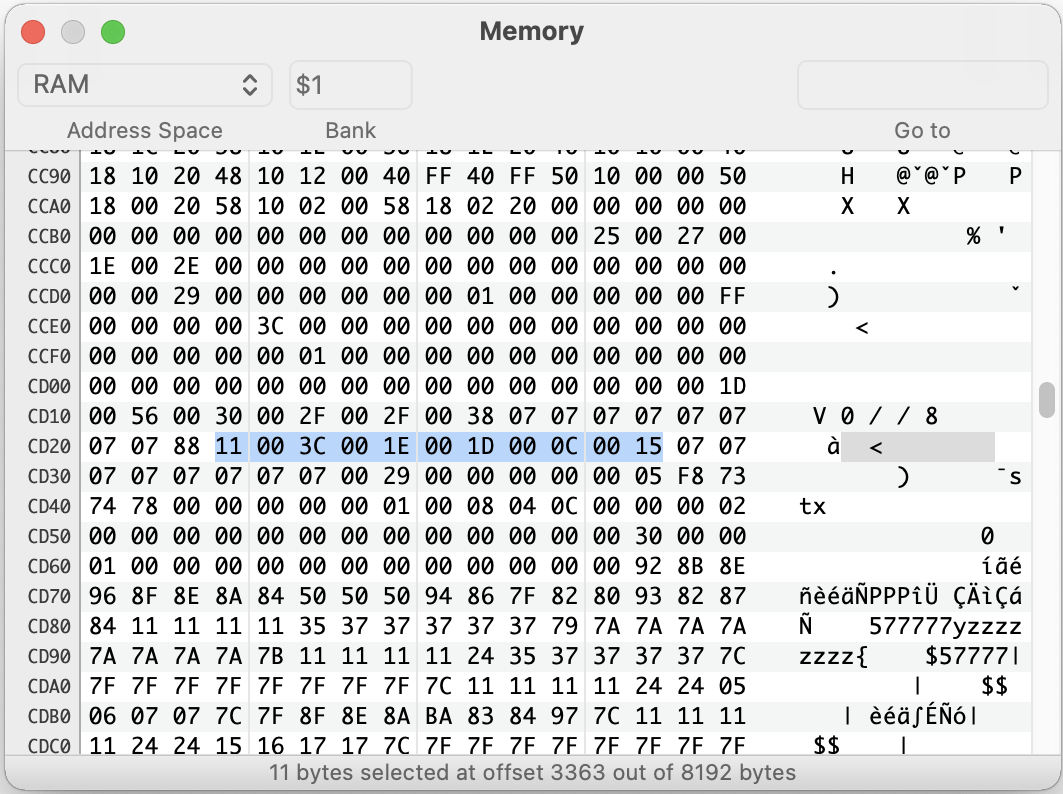 Memory
RAM
$1
Address Space Bank Go to
CC90 18 10 20 48 10 12 00 40 FF 40 FF 50 10 00 00 50 H @ˇ@ˇP P
CCA0 18 00 20 58 10 02 00 58 18 02 20 00 00 00 00 00 X X
CCB0 00 00 00 00 00 00 00 00 00 00 00 00 25 00 27 00 % '
CCC0 1E 00 2E 00 00 00 00 00 00 00 00 00 00 00 00 00 .
CCD0 00 00 29 00 00 00 00 00 00 01 00 00 00 00 00 FF ) ˇ
CCE0 00 00 00 00 3C 00 00 00 00 00 00 00 00 00 00 00 <
CCF0 00 00 00 00 00 01 00 00 00 00 00 00 00 00 00 00
CD00 00 00 00 00 00 00 00 00 00 00 00 00 00 00 00 1D
CD10 00 56 00 30 00 2F 00 2F 00 38 07 07 07 07 07 07 V 0 / / 8
CD20 07 07 88 11 00 3C 00 1E 00 1D 00 0C 00 15 07 07 à <
CD30 07 07 07 07 07 07 00 29 00 00 00 00 00 05 F8 73 ) ¯s
CD40 74 78 00 00 00 00 00 01 00 08 04 0C 00 00 00 02 tx
CD50 00 00 00 00 00 00 00 00 00 00 00 00 00 30 00 00 0
CD60 01 00 00 00 00 00 00 00 00 00 00 00 00 92 8B 8E íãé
CD70 96 8F 8E 8A 84 50 50 50 94 86 7F 82 80 93 82 87 ñèéäÑPPPîÜ ÇÄìÇá
CD80 84 11 11 11 11 35 37 37 37 37 37 79 7A 7A 7A 7A Ñ 577777yzzzz
CD90 7A 7A 7A 7A 7B 11 11 11 11 24 35 37 37 37 37 7C zzzz{ $57777|
CDA0 7F 7F 7F 7F 7F 7F 7F 7F 7C 11 11 11 11 24 24 05 | $$
CDB0 06 07 07 7C 7F 8F 8E 8A BA 83 84 97 7C 11 11 11 | èéä∫ÉÑó|
CDC0 11 24 24 15 16 17 17 7C 7F 7F 7F 7F 7F 7F 7F 7F $$ |
11 bytes selected at offset 3363 out of 8192 bytes